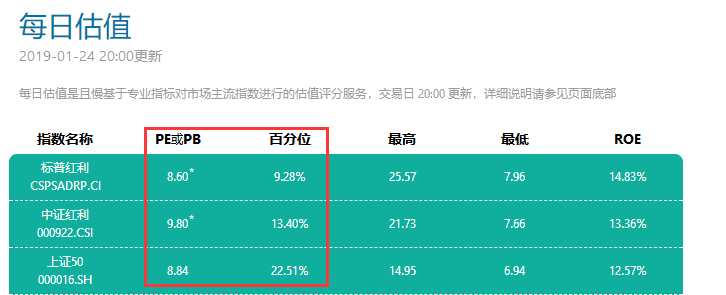 每日估值
2019-01-24 20:00更新
每日估值是且慢基于专业指标对市场主流指数进行的估值评分服务，交易日 20:00 更新，详细说明请参见页面底部
指数名称 PE或PB 百分位 最高 最低 ROE
标普红利
CSPSADRP.CI 8.60* 9.28% 25.57 7.96 14.83%
中证红利
000922.CSI 9.80* 13.40% 21.73 7.66 13.36%
上证50
000016.SH 8.84 22.51% 14.95 6.94 12.57%